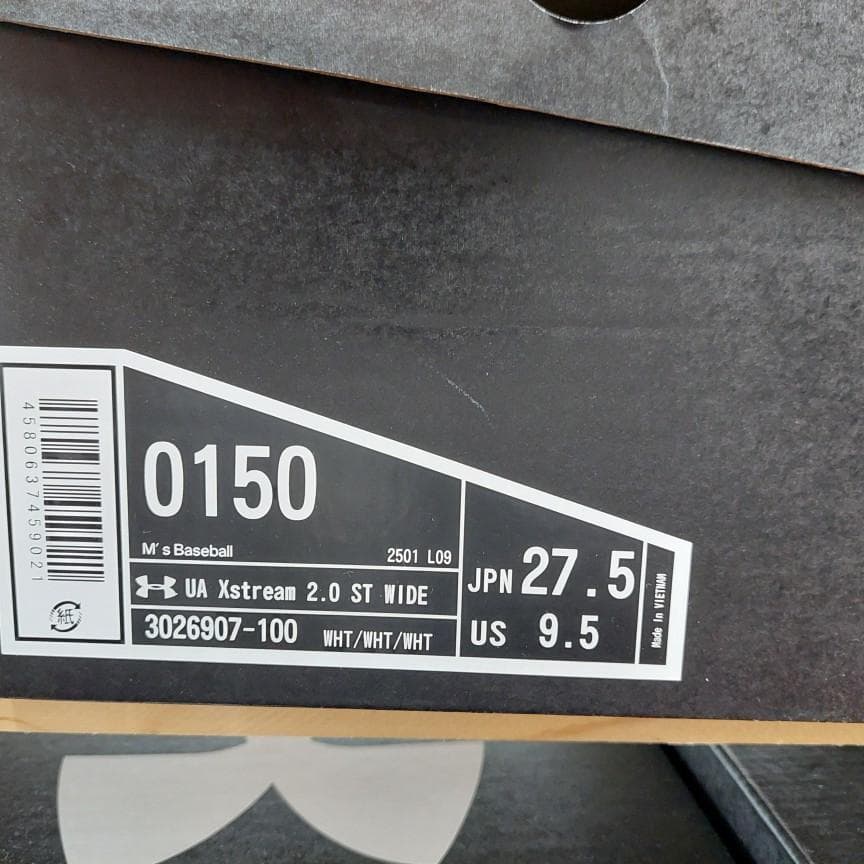 4580637459021
紙
0150
M's Baseball
2501 L09
UA Xstream 2.0 ST WIDE
3026907-100 WHT/WHT/WHT
JPN 27.5
US 9.5
Made In VIETNAM